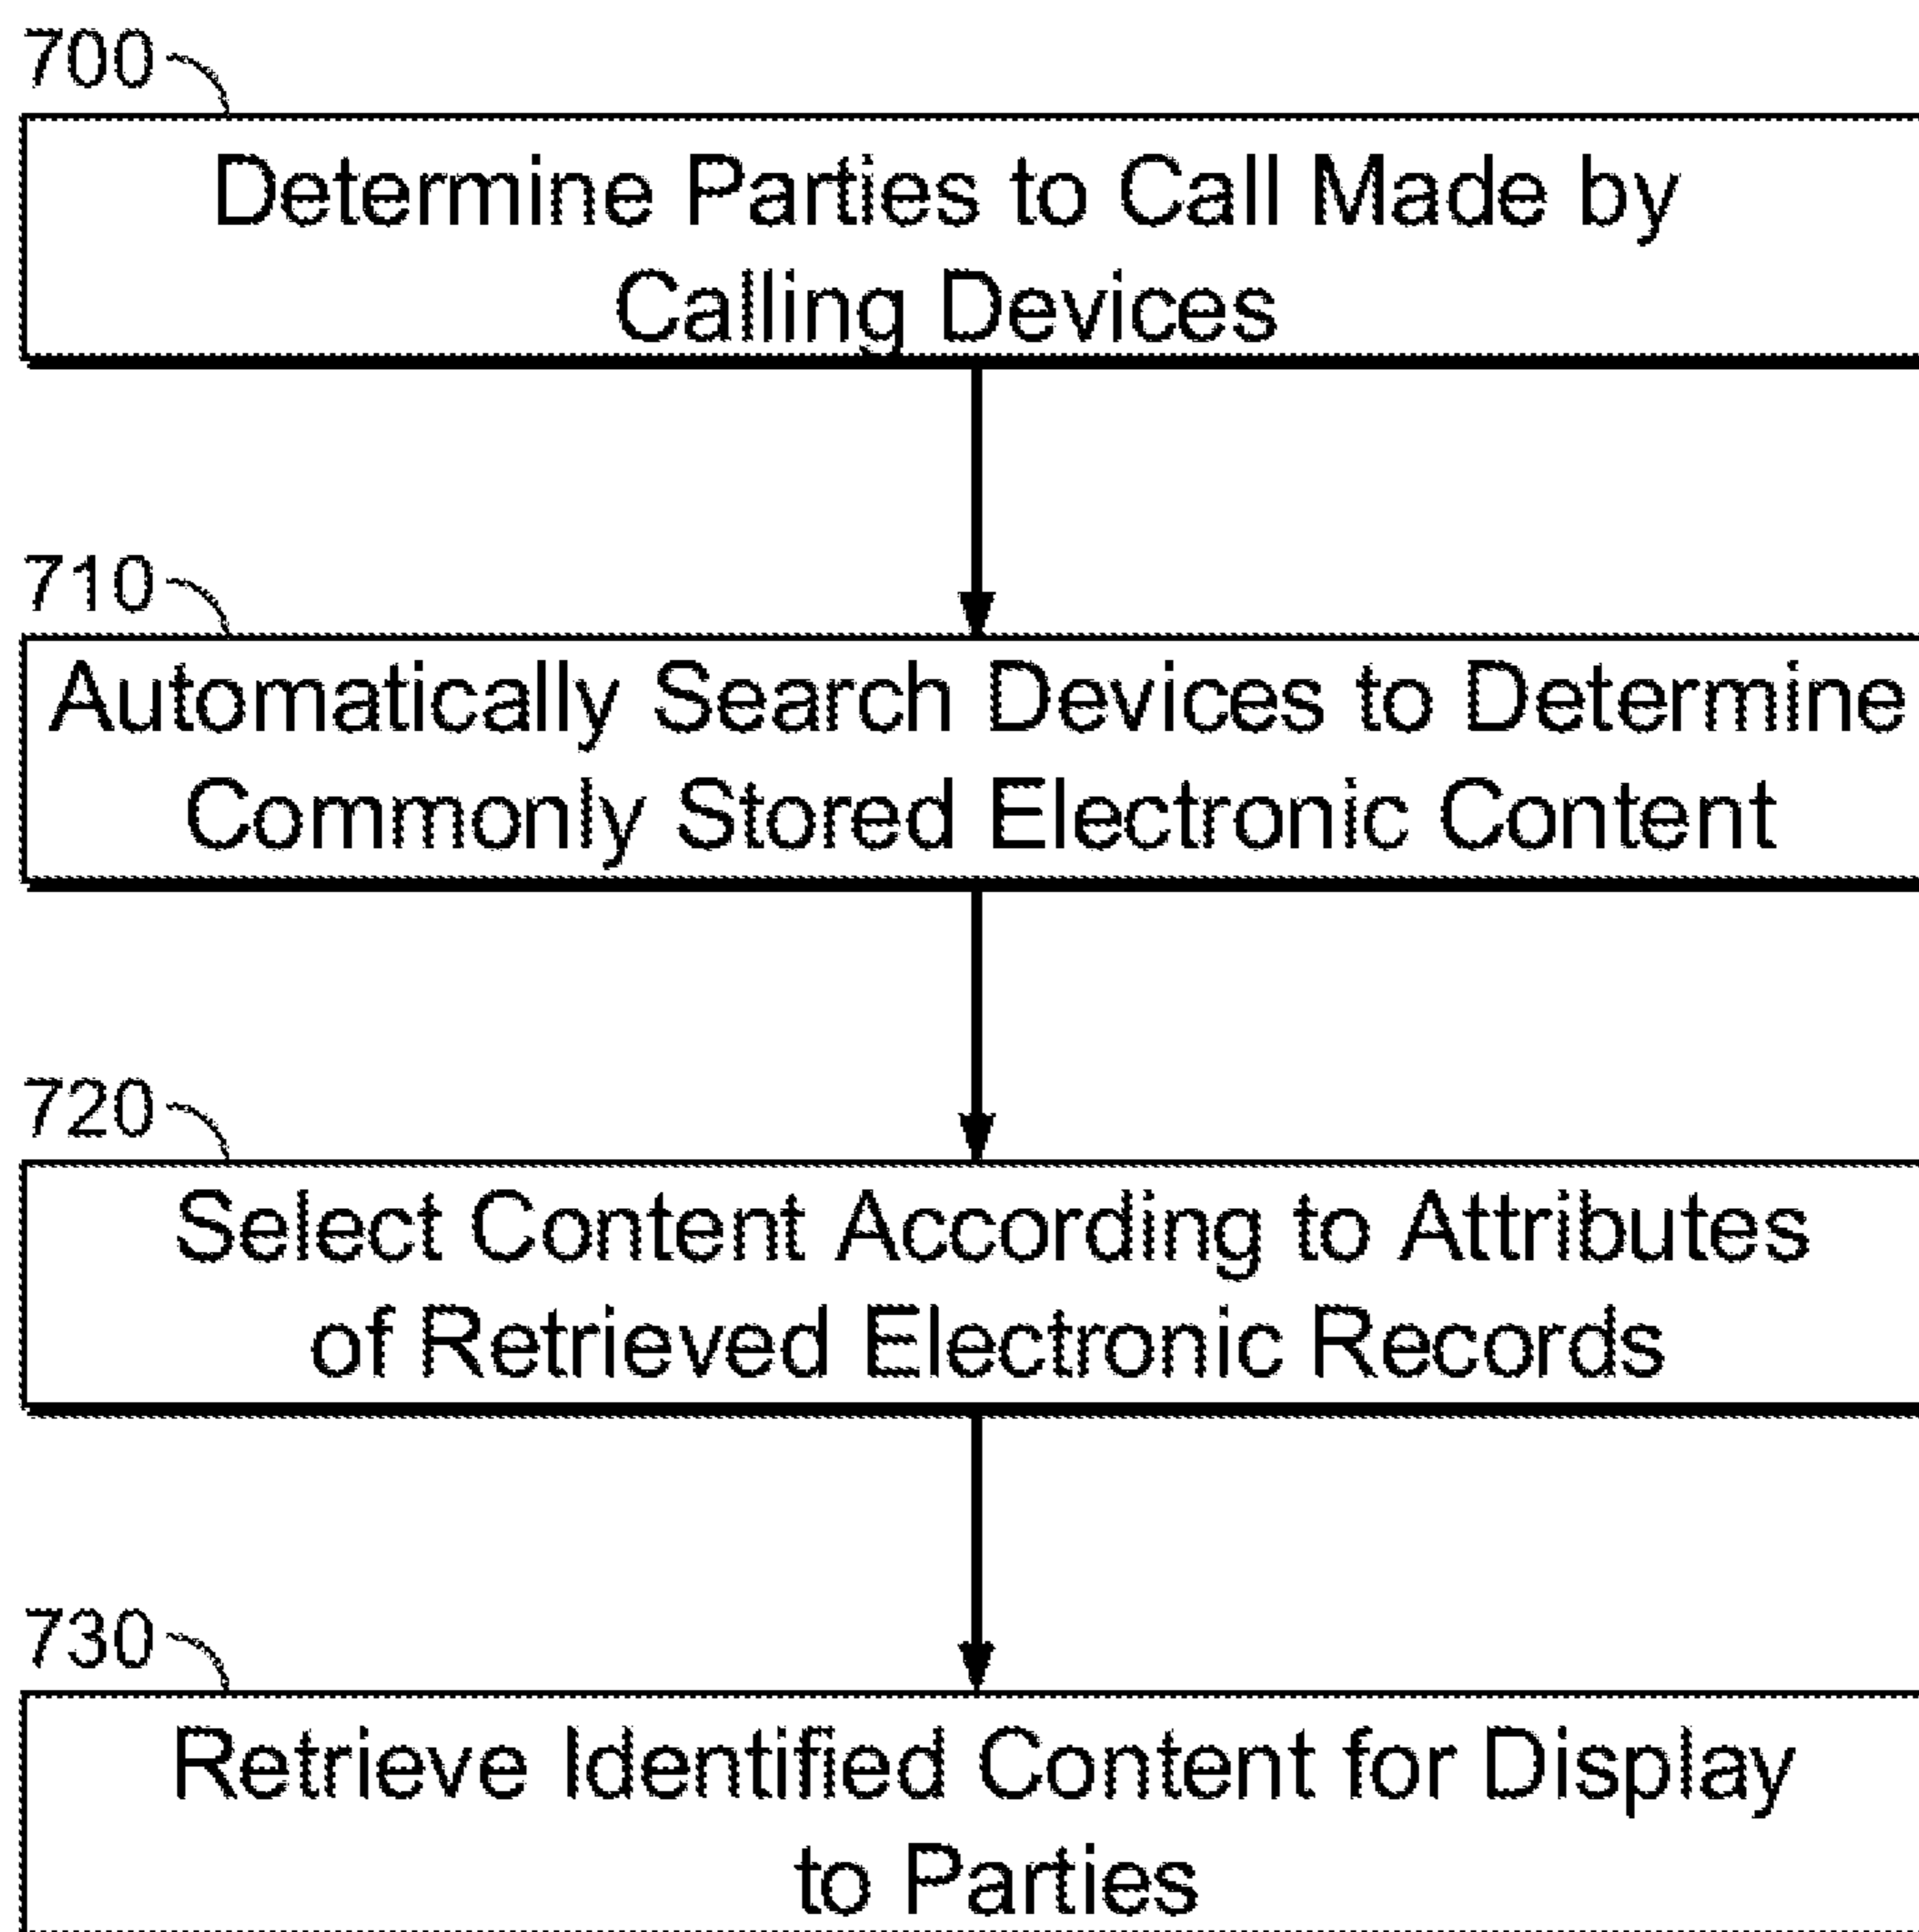 700
Determine Parties to Call Made by
Calling Devices
710
Automatically Search Devices to Determine
Commonly Stored Electronic Content
720
Select Content According to Attributes
of Retrieved Electronic Records
730
Retrieve Identified Content for Display
to Parties